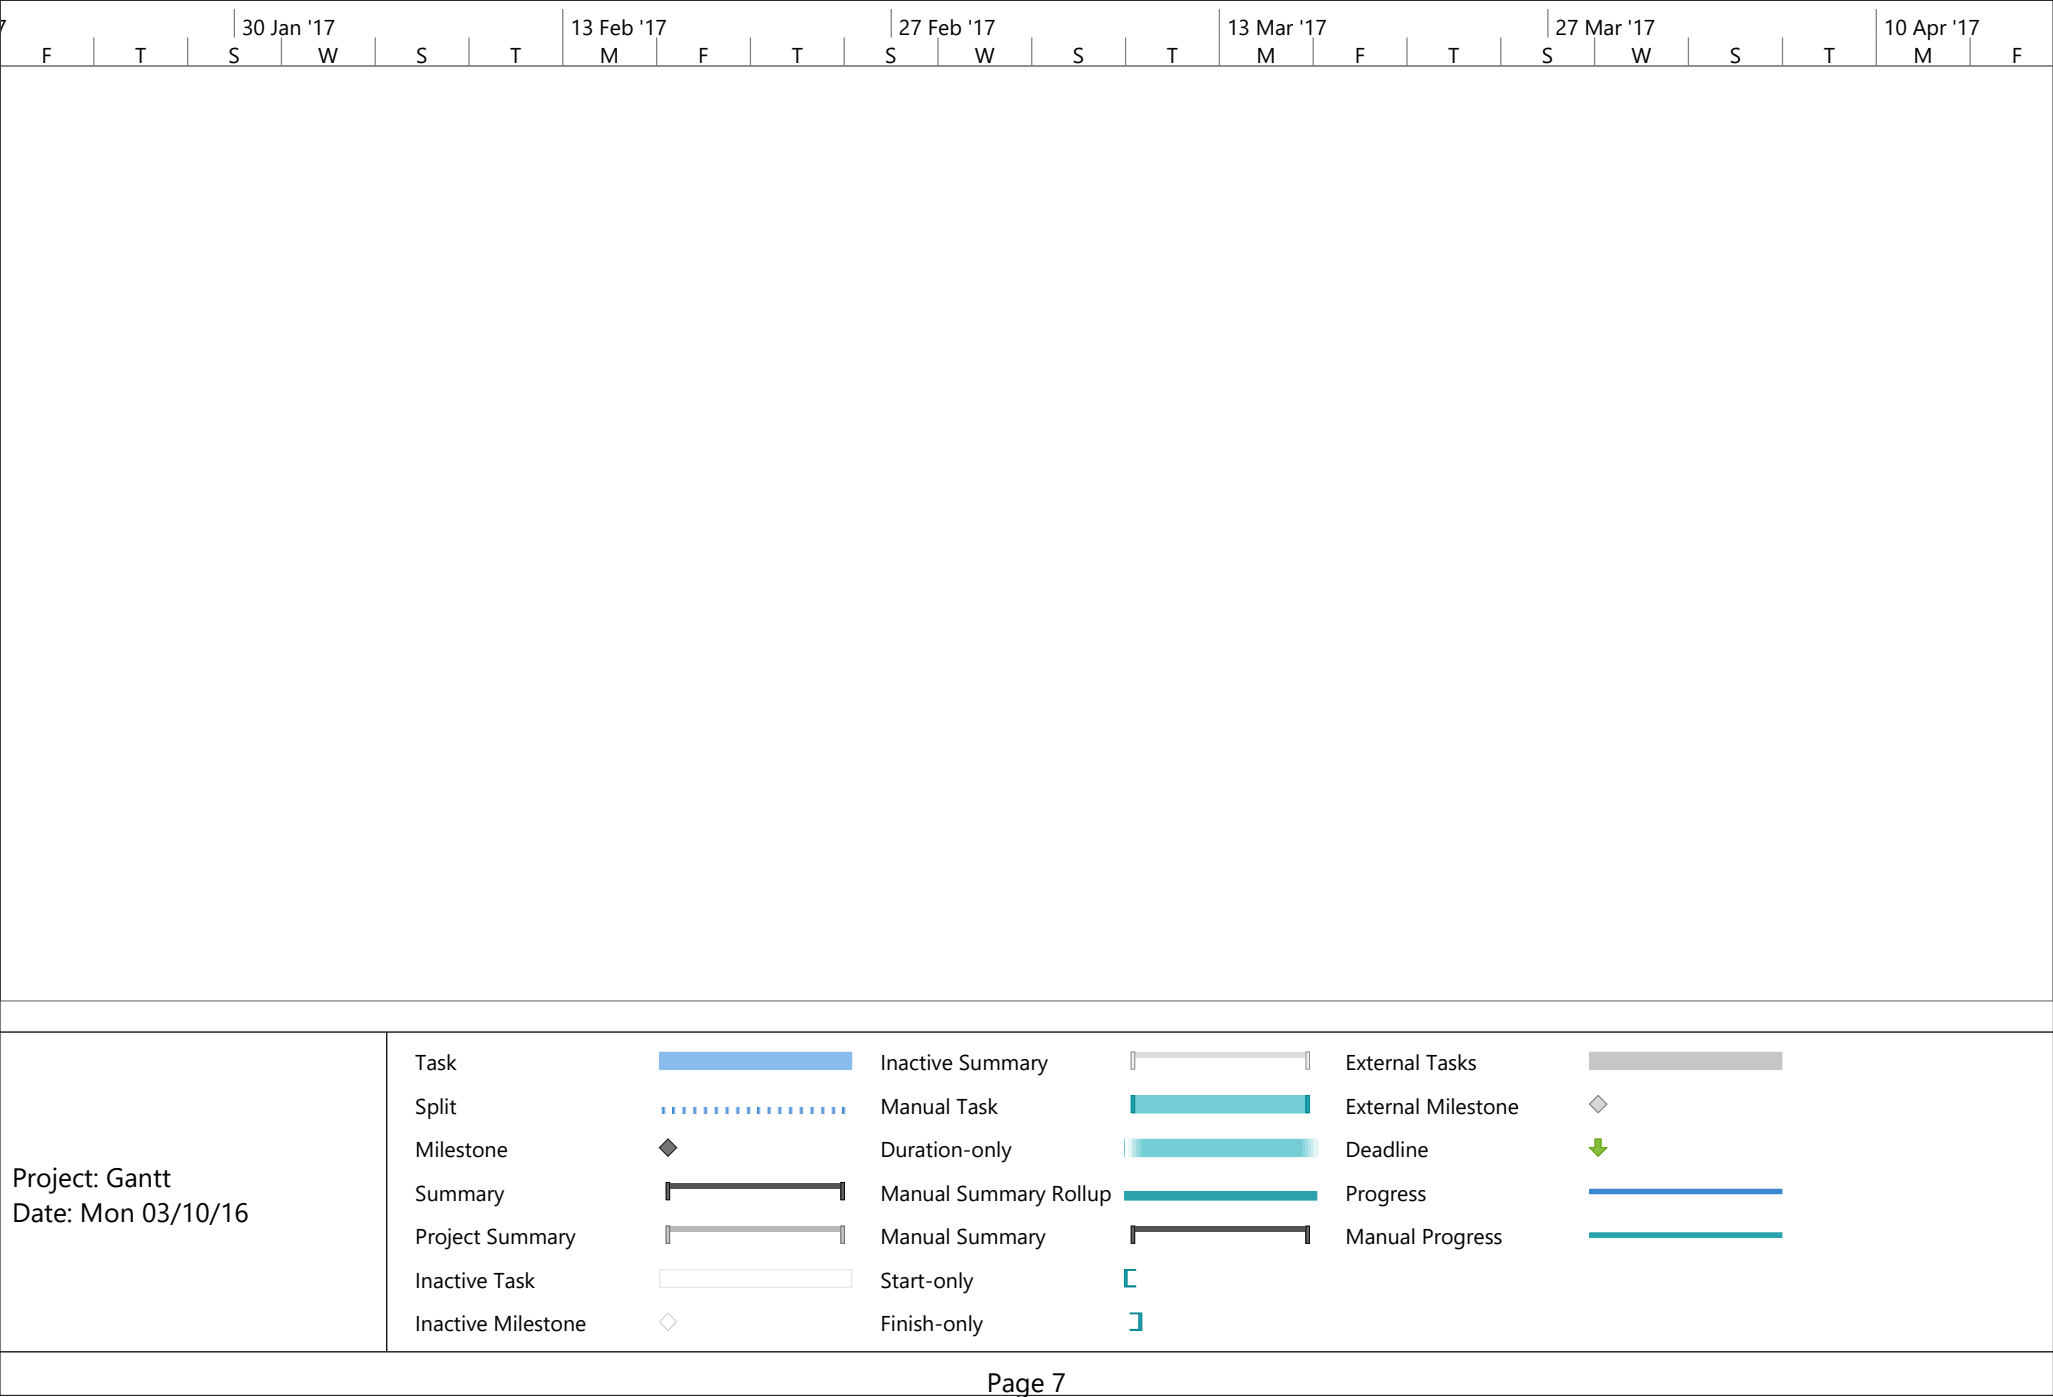 7 30 Jan '17 13 Feb '17 27 Feb '17 13 Mar '17 27 Mar '17 10 Apr '17
F T S W S T M F T S W S T M F T S W S T M F
Task Inactive Summary External Tasks
Split Manual Task External Milestone
Milestone Duration-only Deadline
Summary Manual Summary Rollup Progress
Project Summary Manual Summary Manual Progress
Inactive Task Start-only
Inactive Milestone Finish-only
Project: Gantt
Date: Mon 03/10/16
Page 7